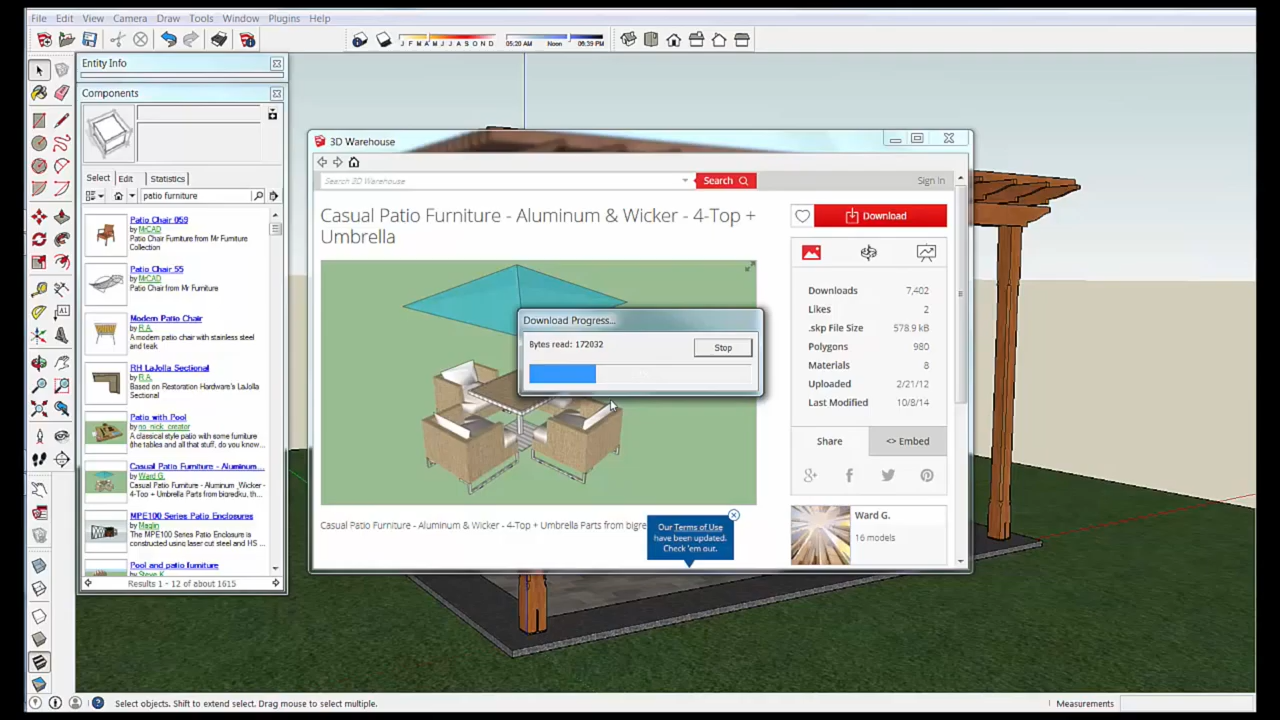 File Edit View Camera Draw Tools Window Plugins Help
J F M A M J J A S O N D 05:20 AM Noon 06:39 PM
Entity Info
Components
Select Edit Statistics
patio furniture
Patio Chair 059
by MrCAD
Patio Chair Furniture from Mr Furniture
Collection
Patio Chair 55
by MrCAD
Patio Chair from Mr Furniture
Modern Patio Chair
by R.A.
A modern patio chair with stainless steel
and teak.
RH LaJolla Sectional
by R.A.
Based on Restoration Hardware's LaJolla
Sectional
Patio with Pool
by no_nick_creator
A classical style patio with some furniture
(the tables and all that stuff, do you know...
Casual Patio Furniture - Aluminum...
by Ward G.
Casual Patio Furniture - Aluminum _Wicker -
4-Top + Umbrella Parts from bigredku, th...
MPE100 Series Patio Enclosures
by Maglin
The MPE100 Series Patio Enclosure is
constructed using laser cut steel and HS ...
Pool and patio furniture
by Steve K.
Results 1 - 12 of about 1615
3D Warehouse
Search 3D Warehouse
Search
Sign In
Casual Patio Furniture - Aluminum & Wicker - 4-Top +
Umbrella
Download
Download Progress...
Bytes read: 172032
Stop
Downloads 7,402
Likes 2
.skp File Size 578.9 kB
Polygons 980
Materials 8
Uploaded 2/21/12
Last Modified 10/8/14
Share <> Embed
Casual Patio Furniture - Aluminum & Wicker - 4-Top + Umbrella Parts from bigre
Our Terms of Use
have been updated.
Check 'em out.
Ward G.
16 models
Select objects. Shift to extend select. Drag mouse to select multiple.
Measurements